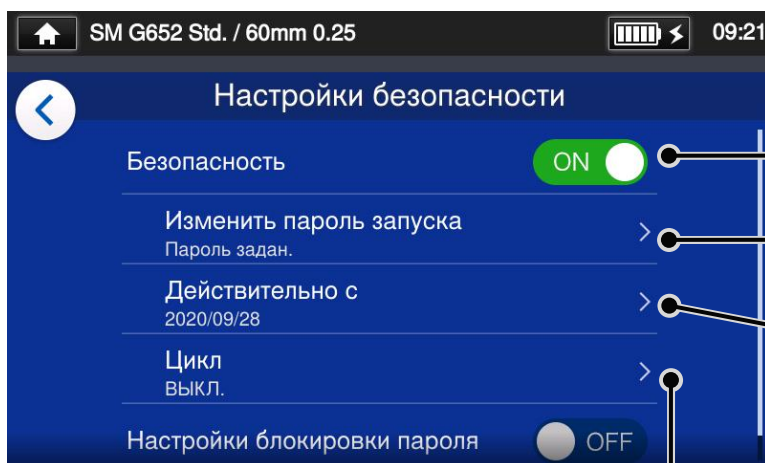 SM G652 Std. / 60mm 0.25 09:21
Настройки безопасности
Безопасность ON
Изменить пароль запуска
Пароль задан.
Действительно с
2020/09/28
Цикл
ВЫКЛ.
Настройки блокировки пароля OFF